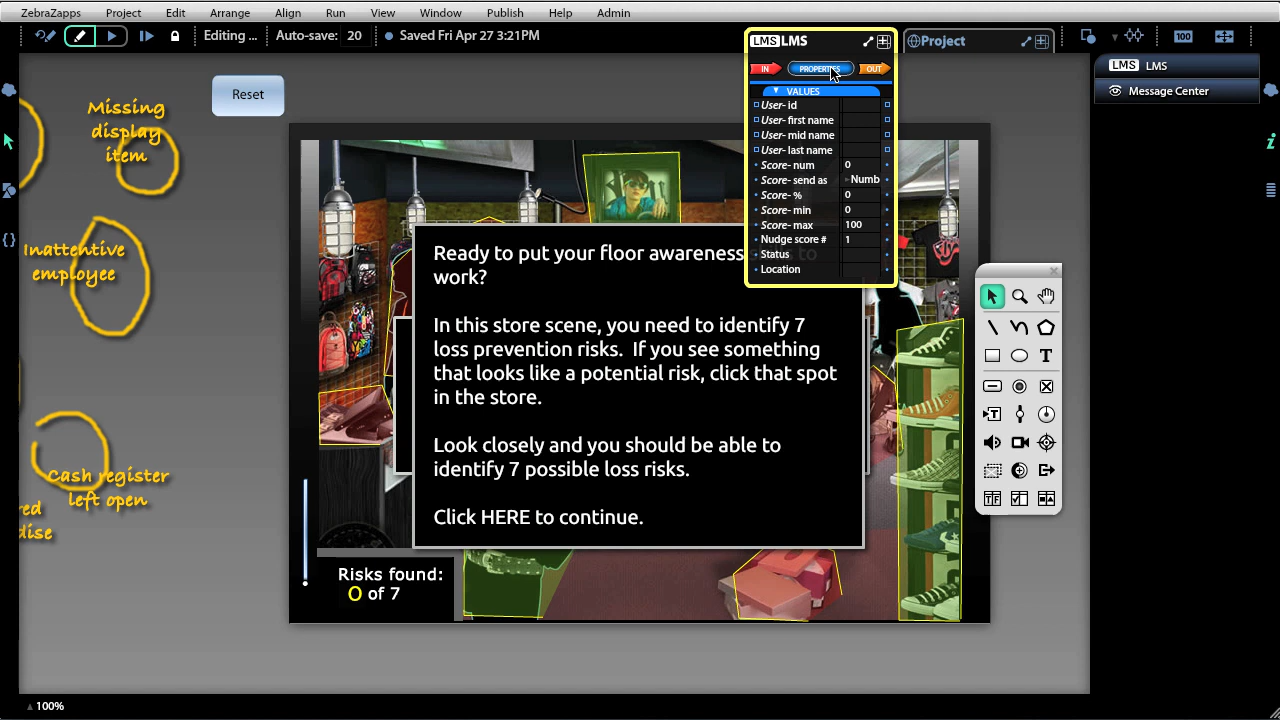 ZebraZapps Project Edit Arrange Align Run View Window Publish Help Admin
Editing ... Auto-save: 20 Saved Fri Apr 27 3:21PM
LMS LMS
Project
100
IN PROPERTIES OUT
VALUES
User- id
User- first name
User- mid name
User- last name
Score- num 0
Score- send as Numb
Score- % 0
Score- min 0
Score- max 100
Nudge score # 1
Status
Location
LMS LMS
Message Center
Reset
Missing
display
item
Inattentive
employee
Cash register
left open
red
dise
Ready to put your floor awareness skills to
work?
In this store scene, you need to identify 7
loss prevention risks. If you see something
that looks like a potential risk, click that spot
in the store.
Look closely and you should be able to
identify 7 possible loss risks.
Click HERE to continue.
Risks found:
0 of 7
100%